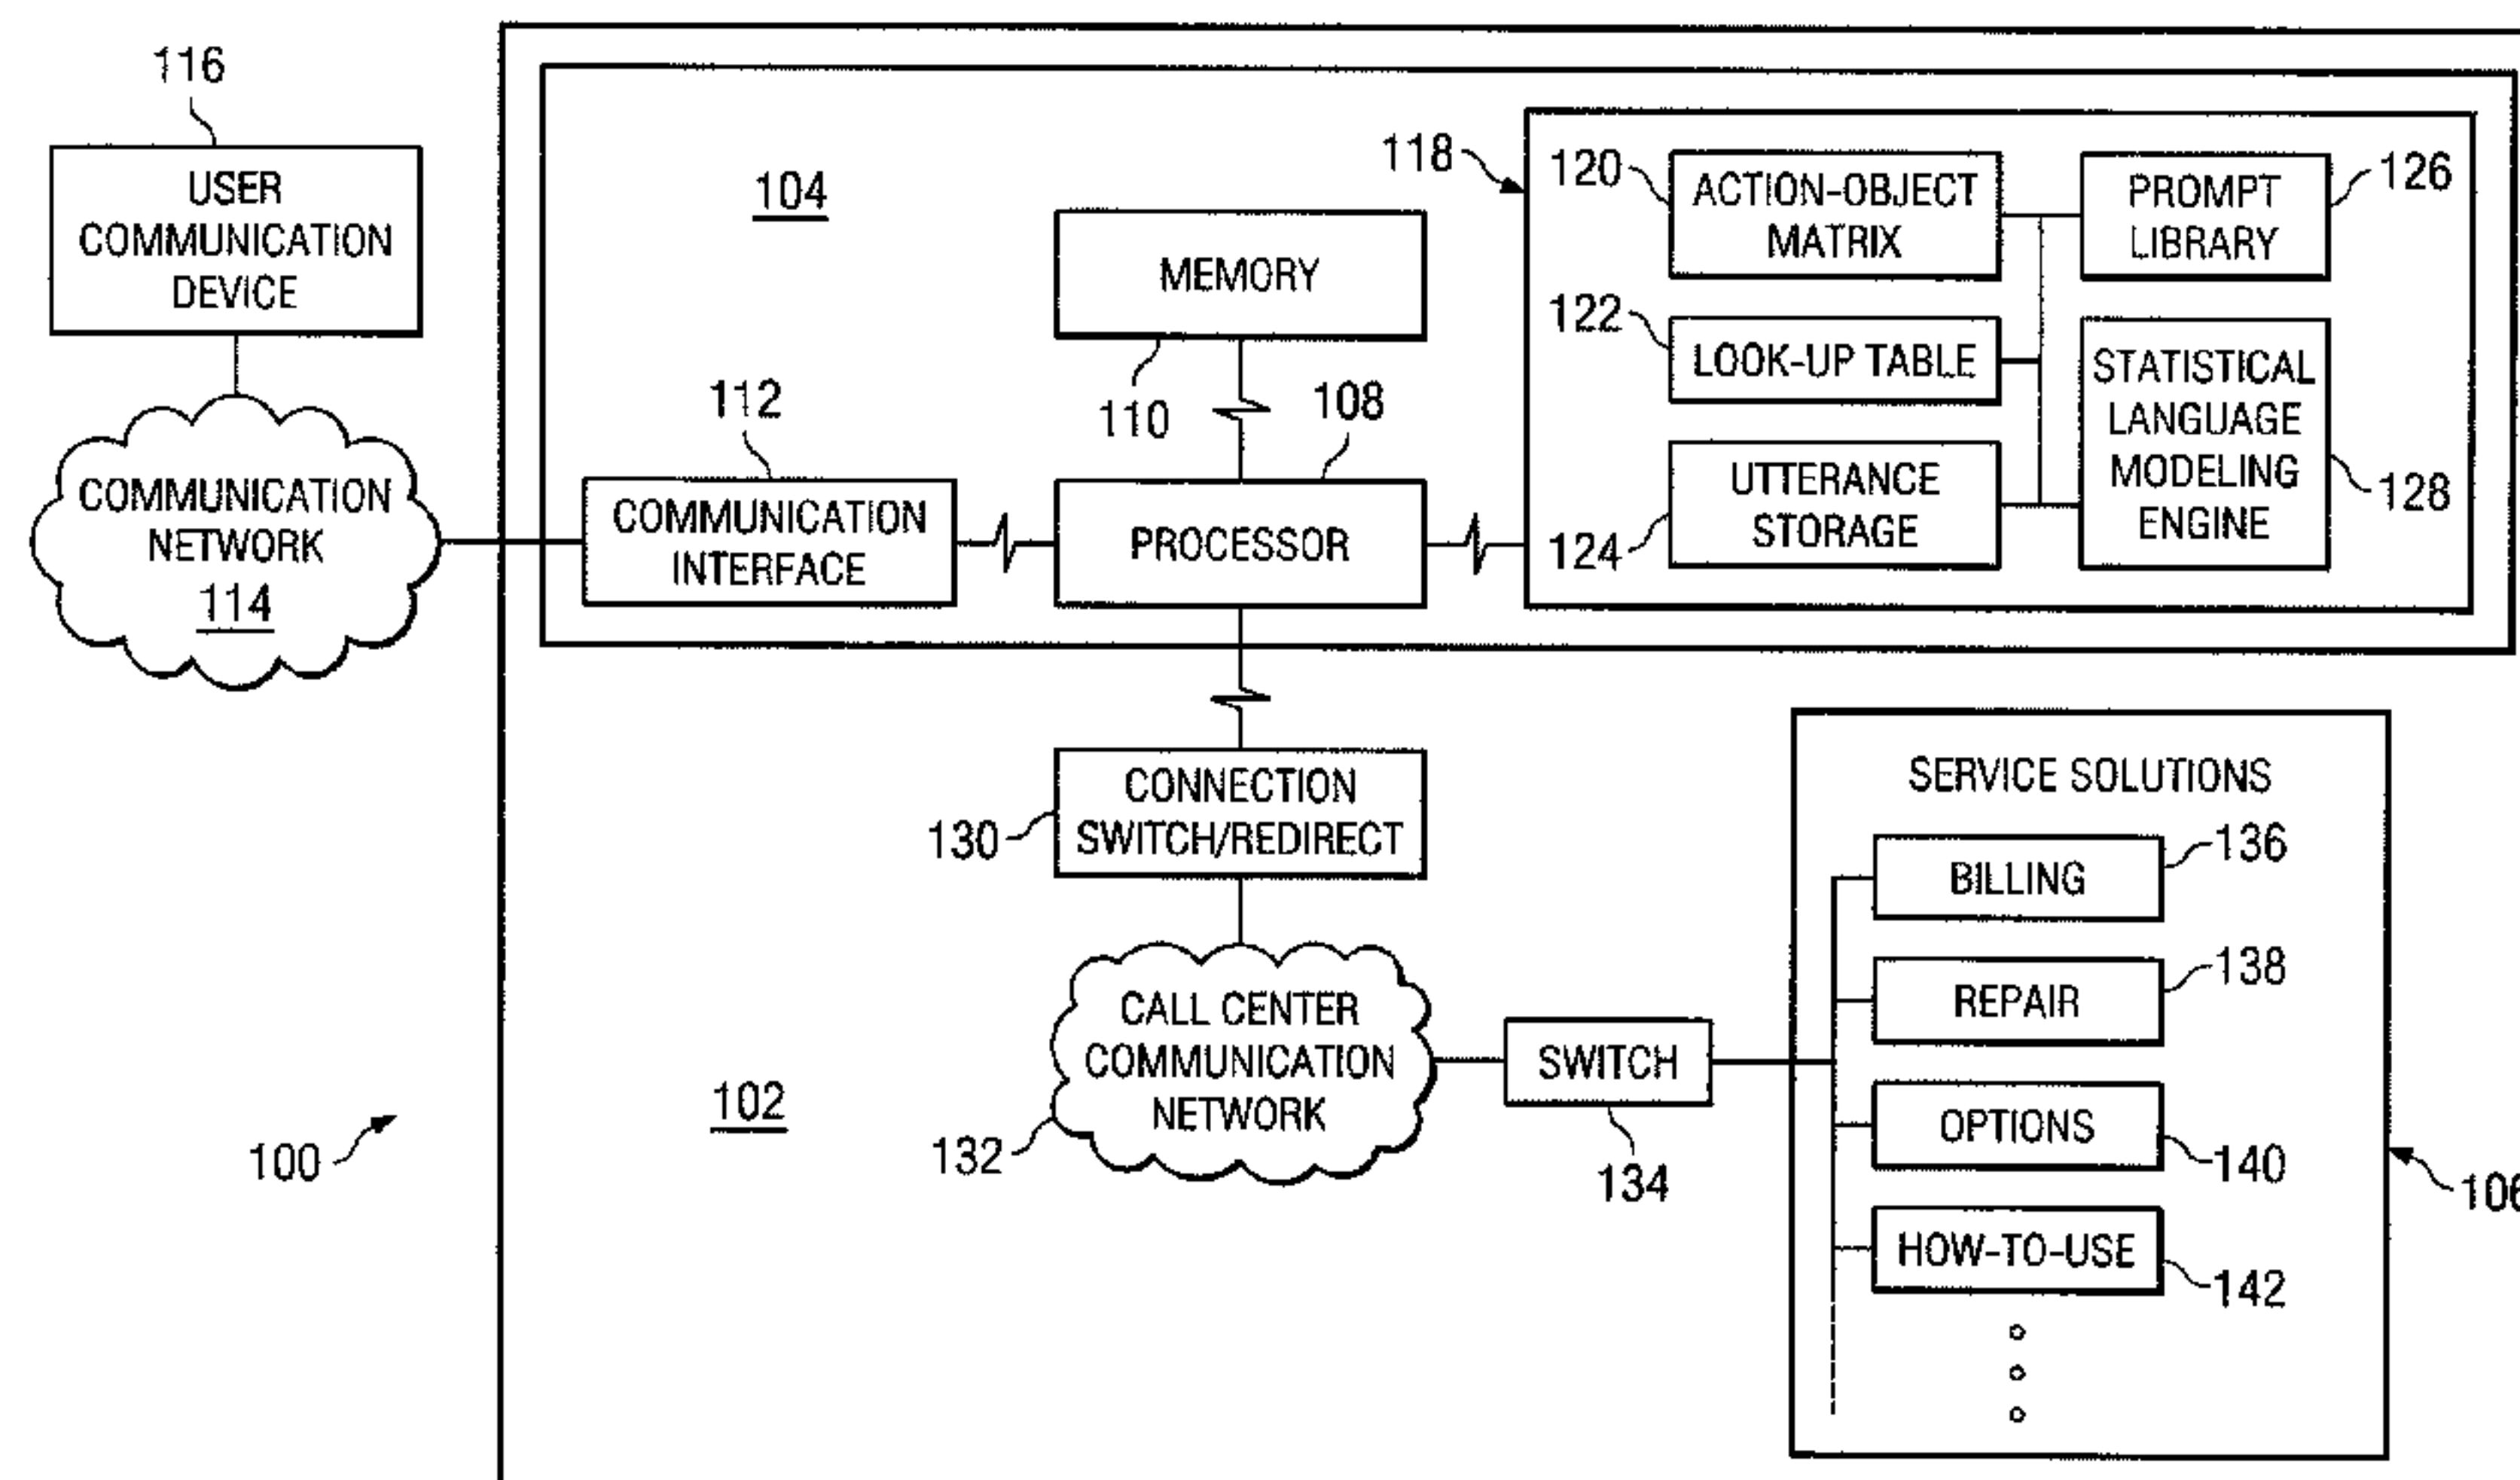 116
USER
COMMUNICATION
DEVICE
COMMUNICATION
NETWORK
114
104
MEMORY
110
108
112
COMMUNICATION
INTERFACE
PROCESSOR
118
120
ACTION-OBJECT
MATRIX
PROMPT
LIBRARY
126
122
LOOK-UP TABLE
STATISTICAL
LANGUAGE
MODELING
ENGINE
128
124
UTTERANCE
STORAGE
130
CONNECTION
SWITCH/REDIRECT
CALL CENTER
COMMUNICATION
NETWORK
132
102
100
SWITCH
134
SERVICE SOLUTIONS
BILLING
136
REPAIR
138
OPTIONS
140
HOW-TO-USE
142
106